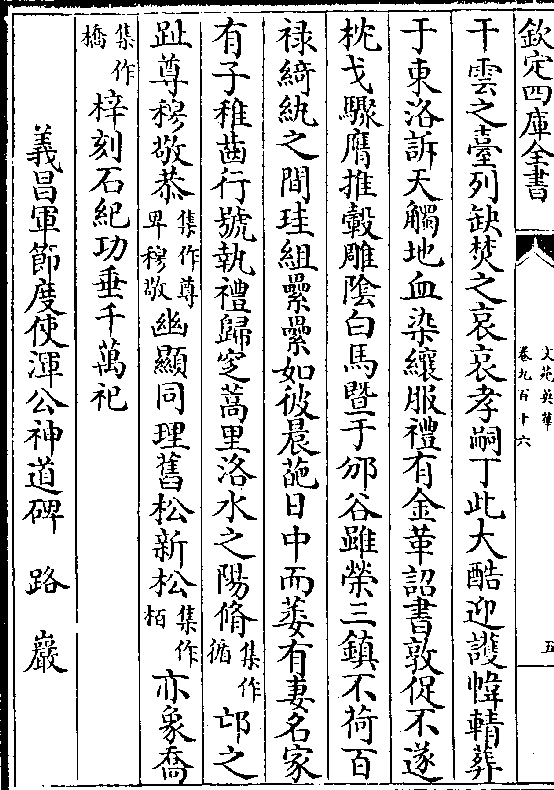 欽定四庫全書
文苑英華
卷九百十六
五
干雲之臺列缺焚之哀哀孝嗣丁此大酷迎護幃輤葬
于東洛訴天觸地血染纕服禮有金革詔書敦促不遂
枕戈驟膺推轂雕陰白馬暨于邠谷雖榮三鎮不荷百
禄綺紈之間珪組纍纍如彼晨葩日中而萎有妻名家
有子稚齒行號執禮歸定蒿里洛水之陽脩集作循邙之
趾尊穆敬恭集作尊卑穆敬幽顯同理舊松新松集作栢亦象喬
集作橋梓刻石紀功垂千萬祀
義昌軍節度使渾公神道碑 路巖